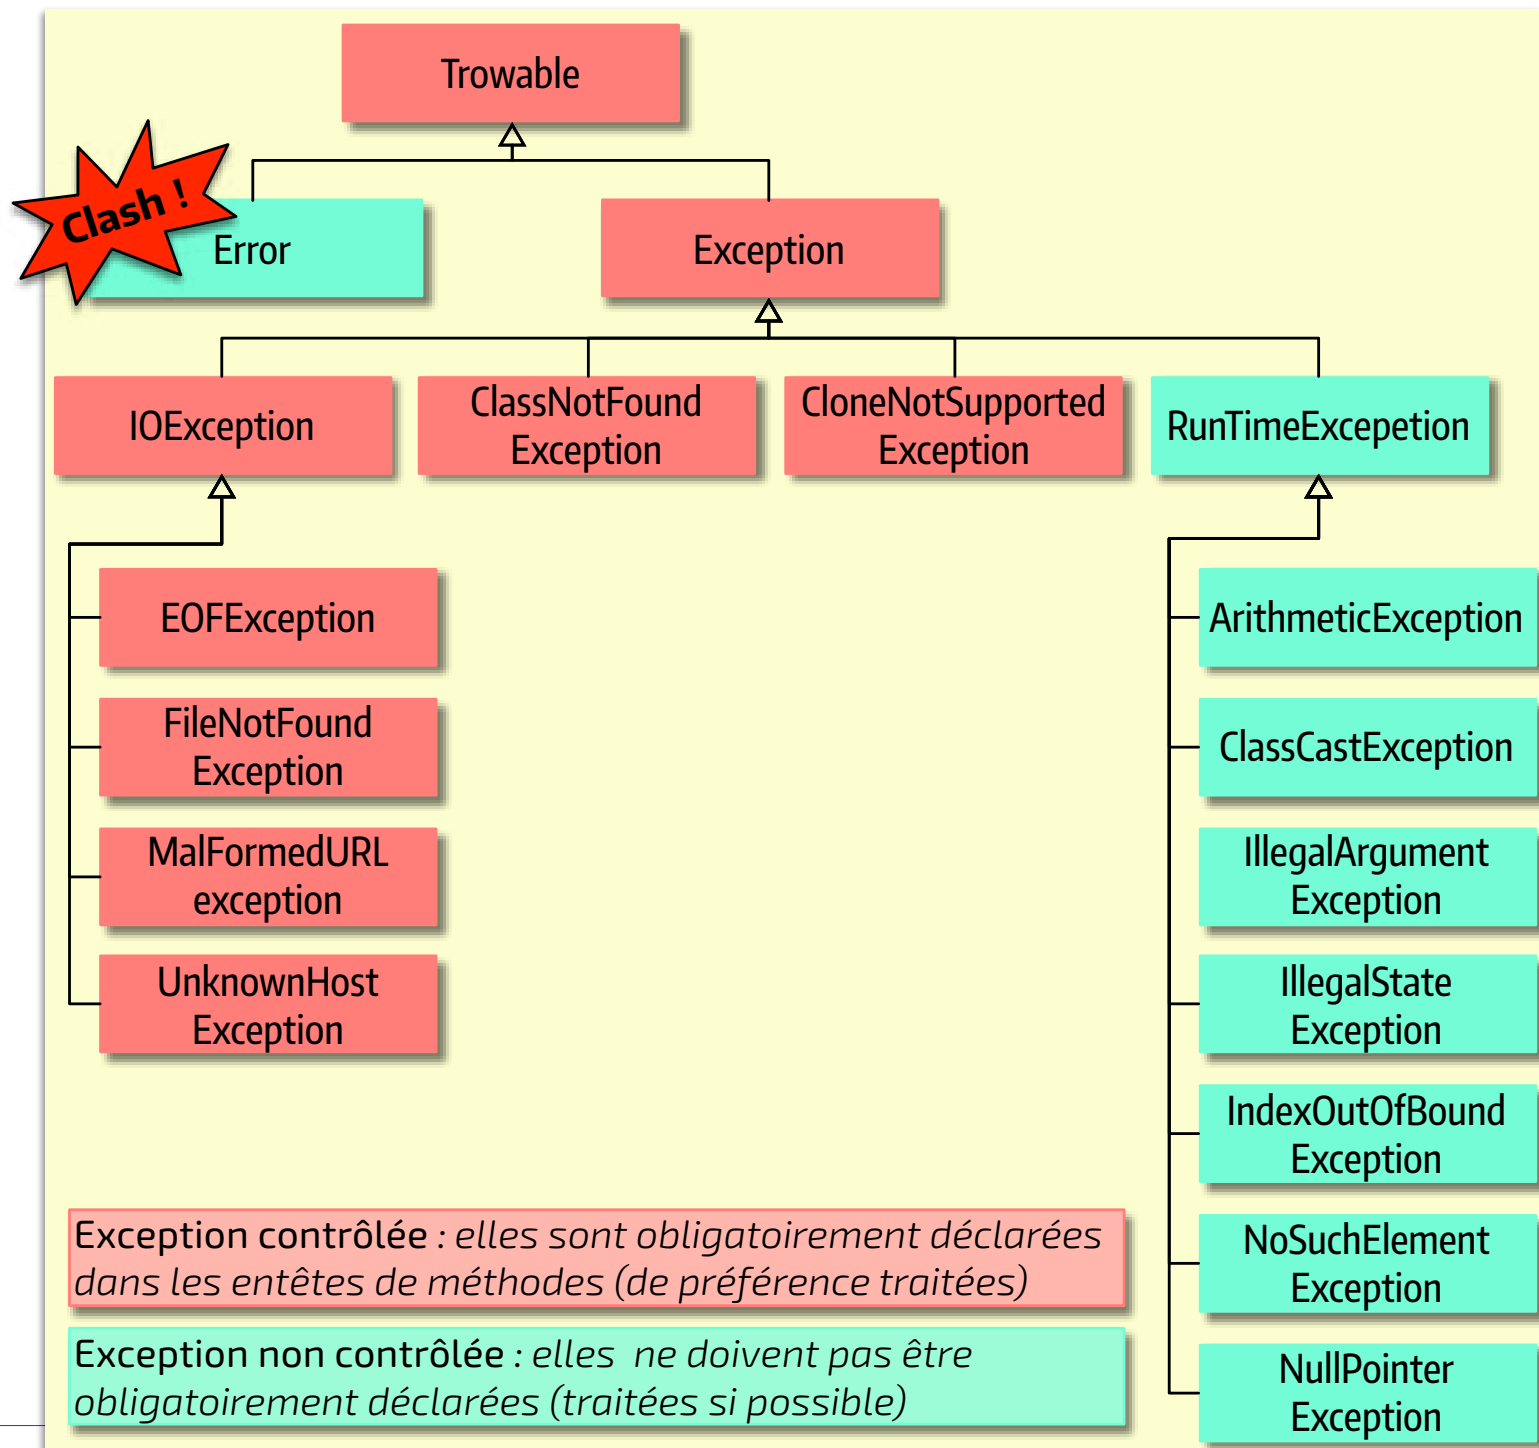 Trowable
Clash !
Error
Exception
IOException
ClassNotFound
Exception
CloneNotSupported
Exception
RunTimeExcepetion
EOFException
FileNotFound
Exception
MalFormedURL
exception
UnknownHost
Exception
ArithmeticException
ClassCastException
IllegalArgument
Exception
IllegalState
Exception
IndexOutOfBound
Exception
NoSuchElement
Exception
NullPointer
Exception
Exception contrôlée : elles sont obligatoirement déclarées
dans les entêtes de méthodes (de préférence traitées)
Exception non contrôlée : elles ne doivent pas être
obligatoirement déclarées (traitées si possible)